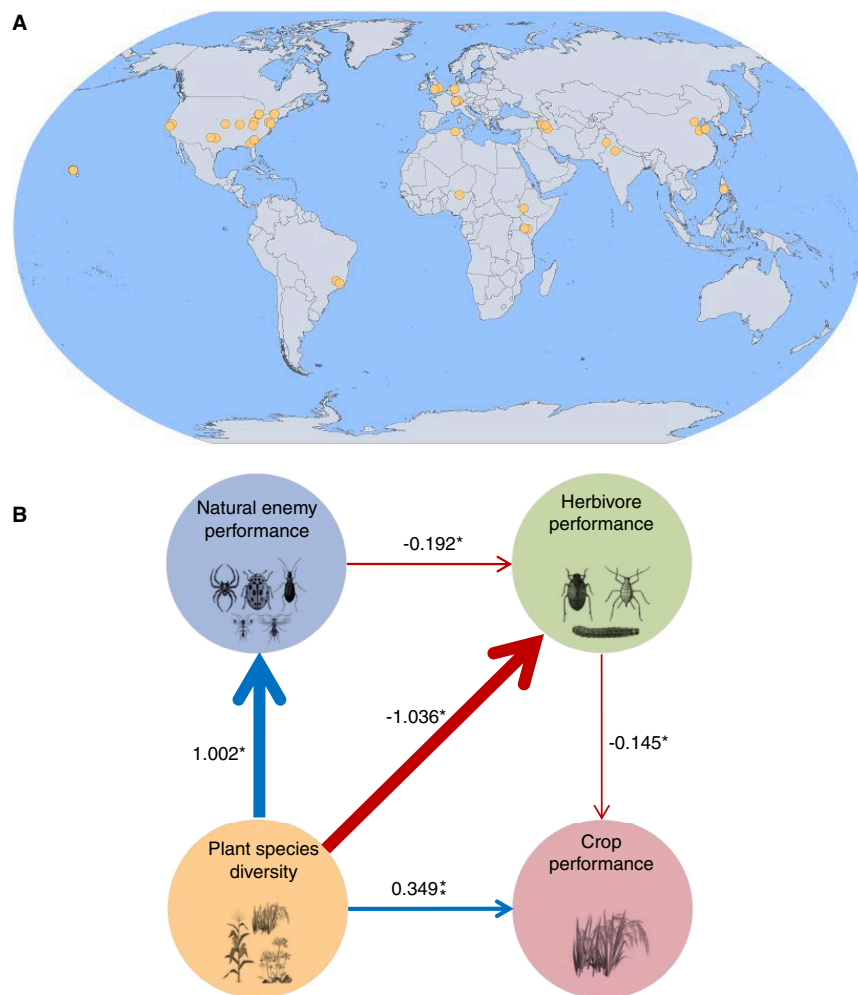 A
B
Natural enemy
performance
Herbivore
performance
-0.192*
-1.036*
1.002*
-0.145*
Plant species
diversity
0.349**
Crop
performance